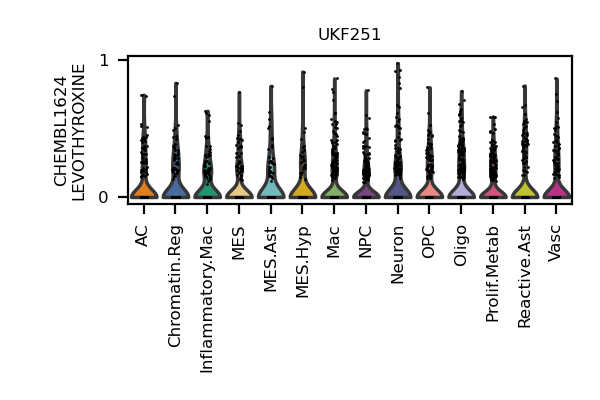 UKF251
CHEMBL1624
LEVOTHYROXINE
1
0
AC
Chromatin.Reg
Inflammatory.Mac
MES
MES.Ast
MES.Hyp
Mac
NPC
Neuron
OPC
Oligo
Prolif.Metab
Reactive.Ast
Vasc